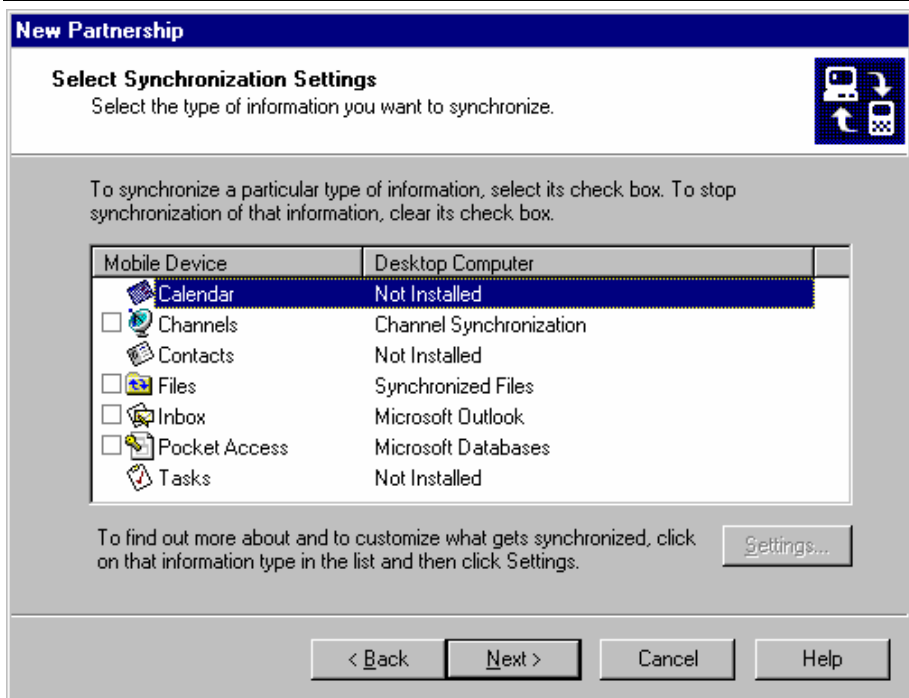 New Partnership
Select Synchronization Settings
Select the type of information you want to synchronize.
To synchronize a particular type of information, select its check box. To stop
synchronization of that information, clear its check box.
Mobile Device Desktop Computer
Calendar Not Installed
Channels Channel Synchronization
Contacts Not Installed
Files Synchronized Files
Inbox Microsoft Outlook
Pocket Access Microsoft Databases
Tasks Not Installed
To find out more about and to customize what gets synchronized, click
on that information type in the list and then click Settings.
Settings...
< Back Next > Cancel Help